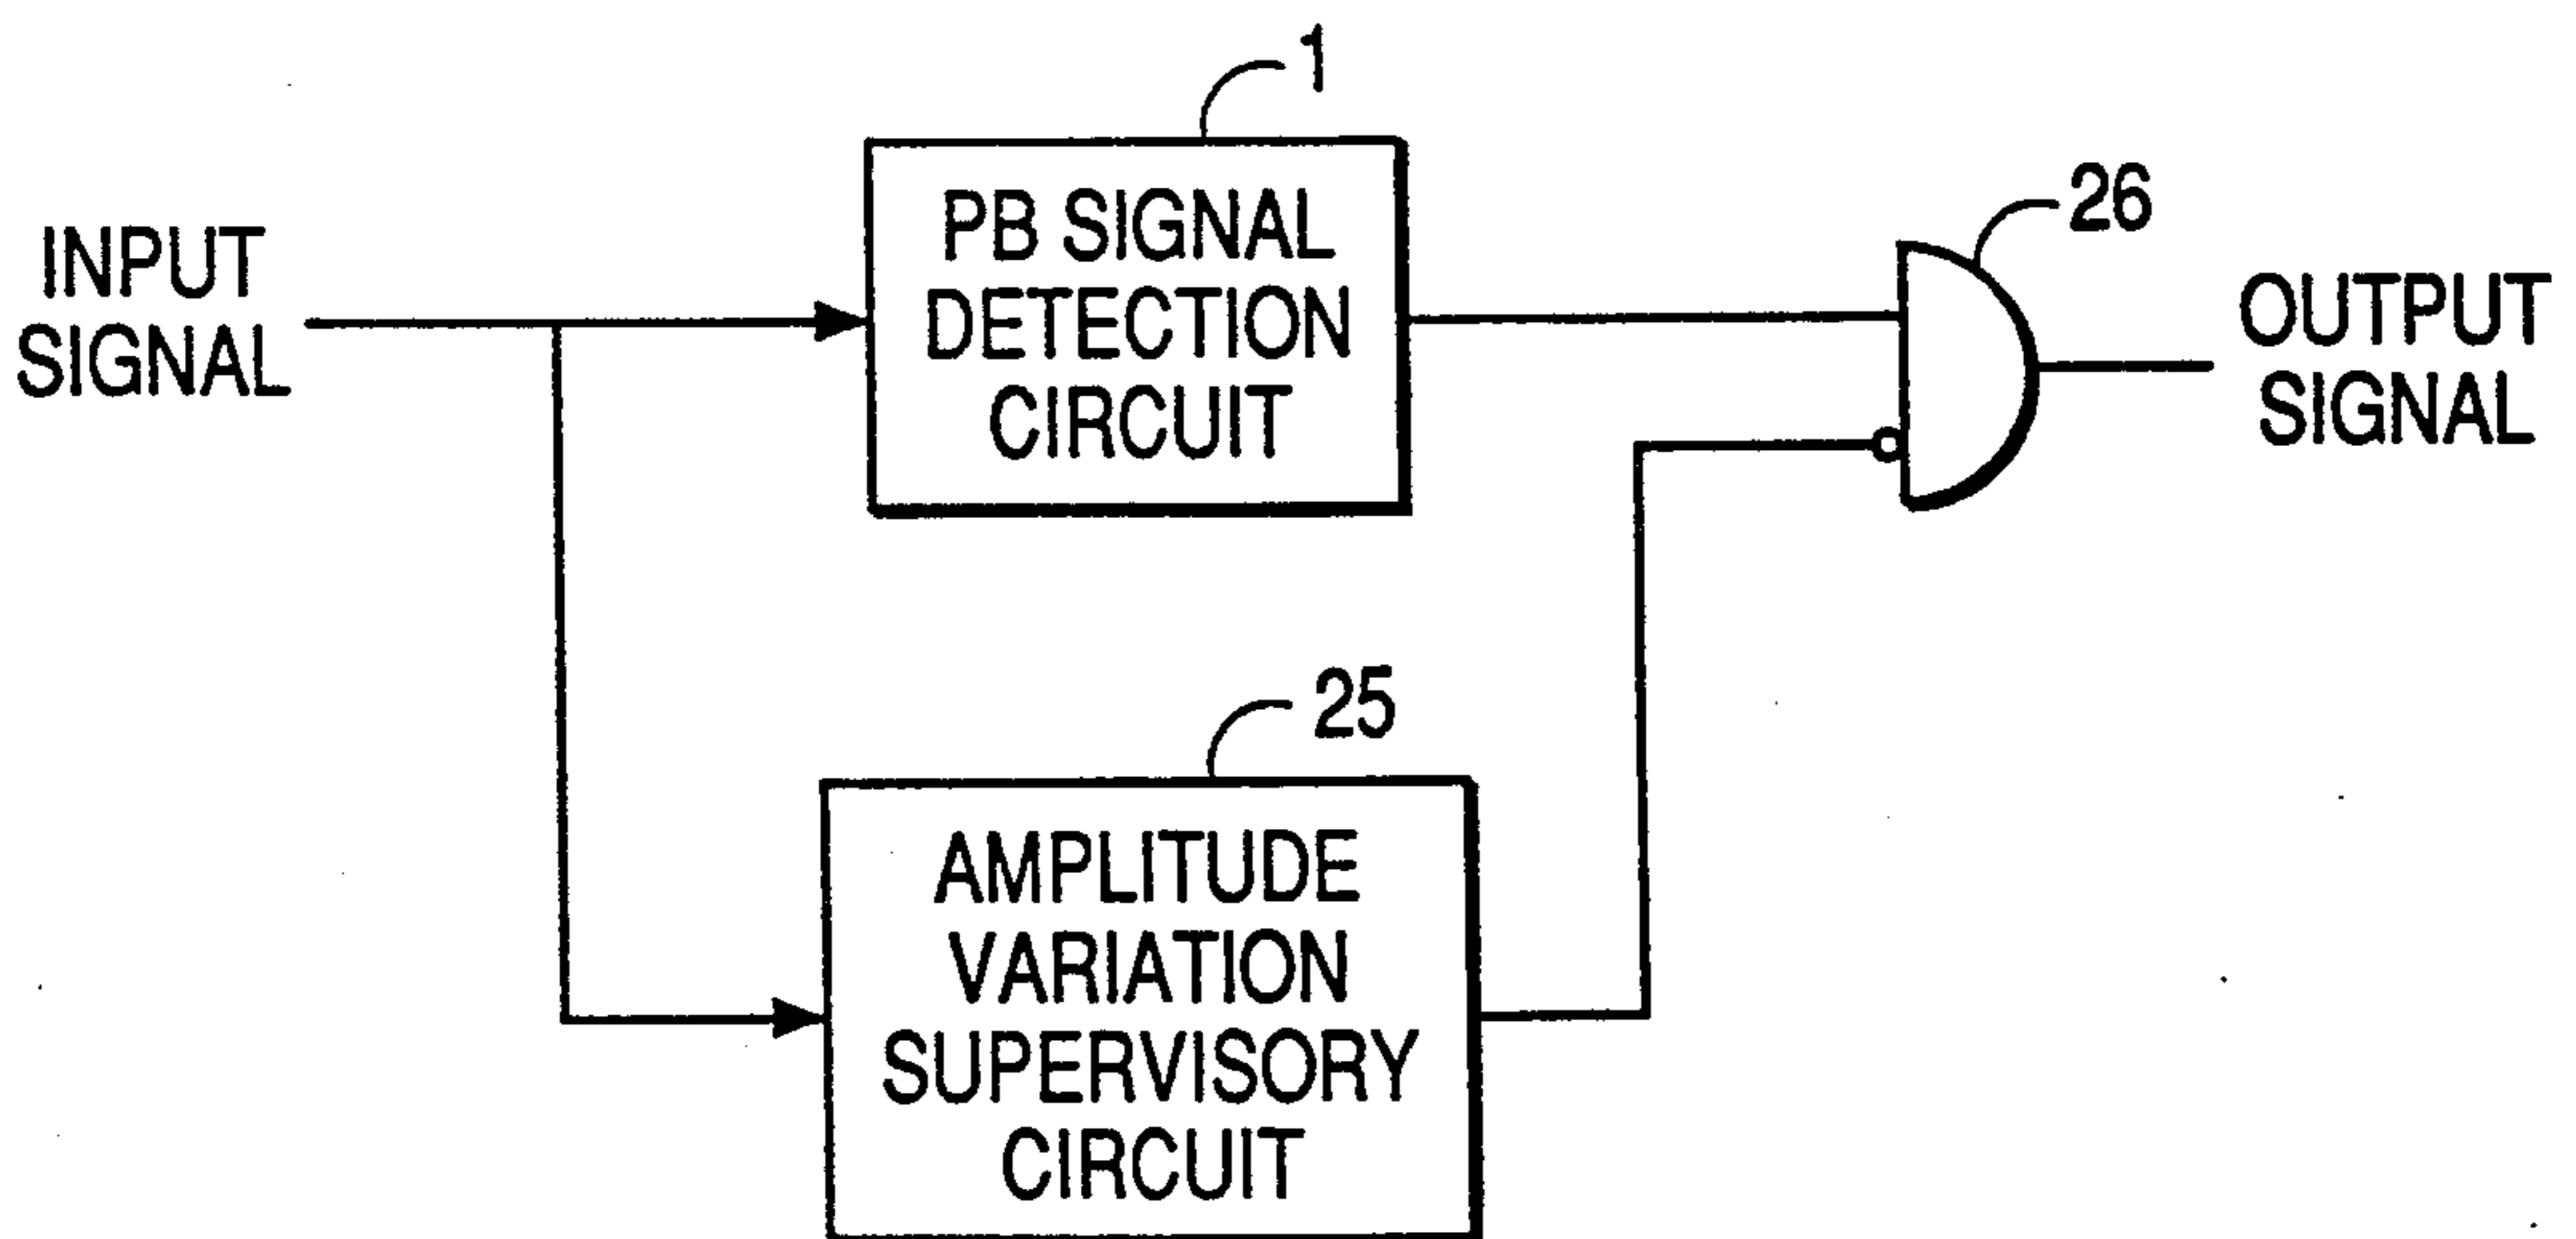 1
PB SIGNAL
DETECTION
CIRCUIT
INPUT
SIGNAL
26
OUTPUT
SIGNAL
25
AMPLITUDE
VARIATION
SUPERVISORY
CIRCUIT